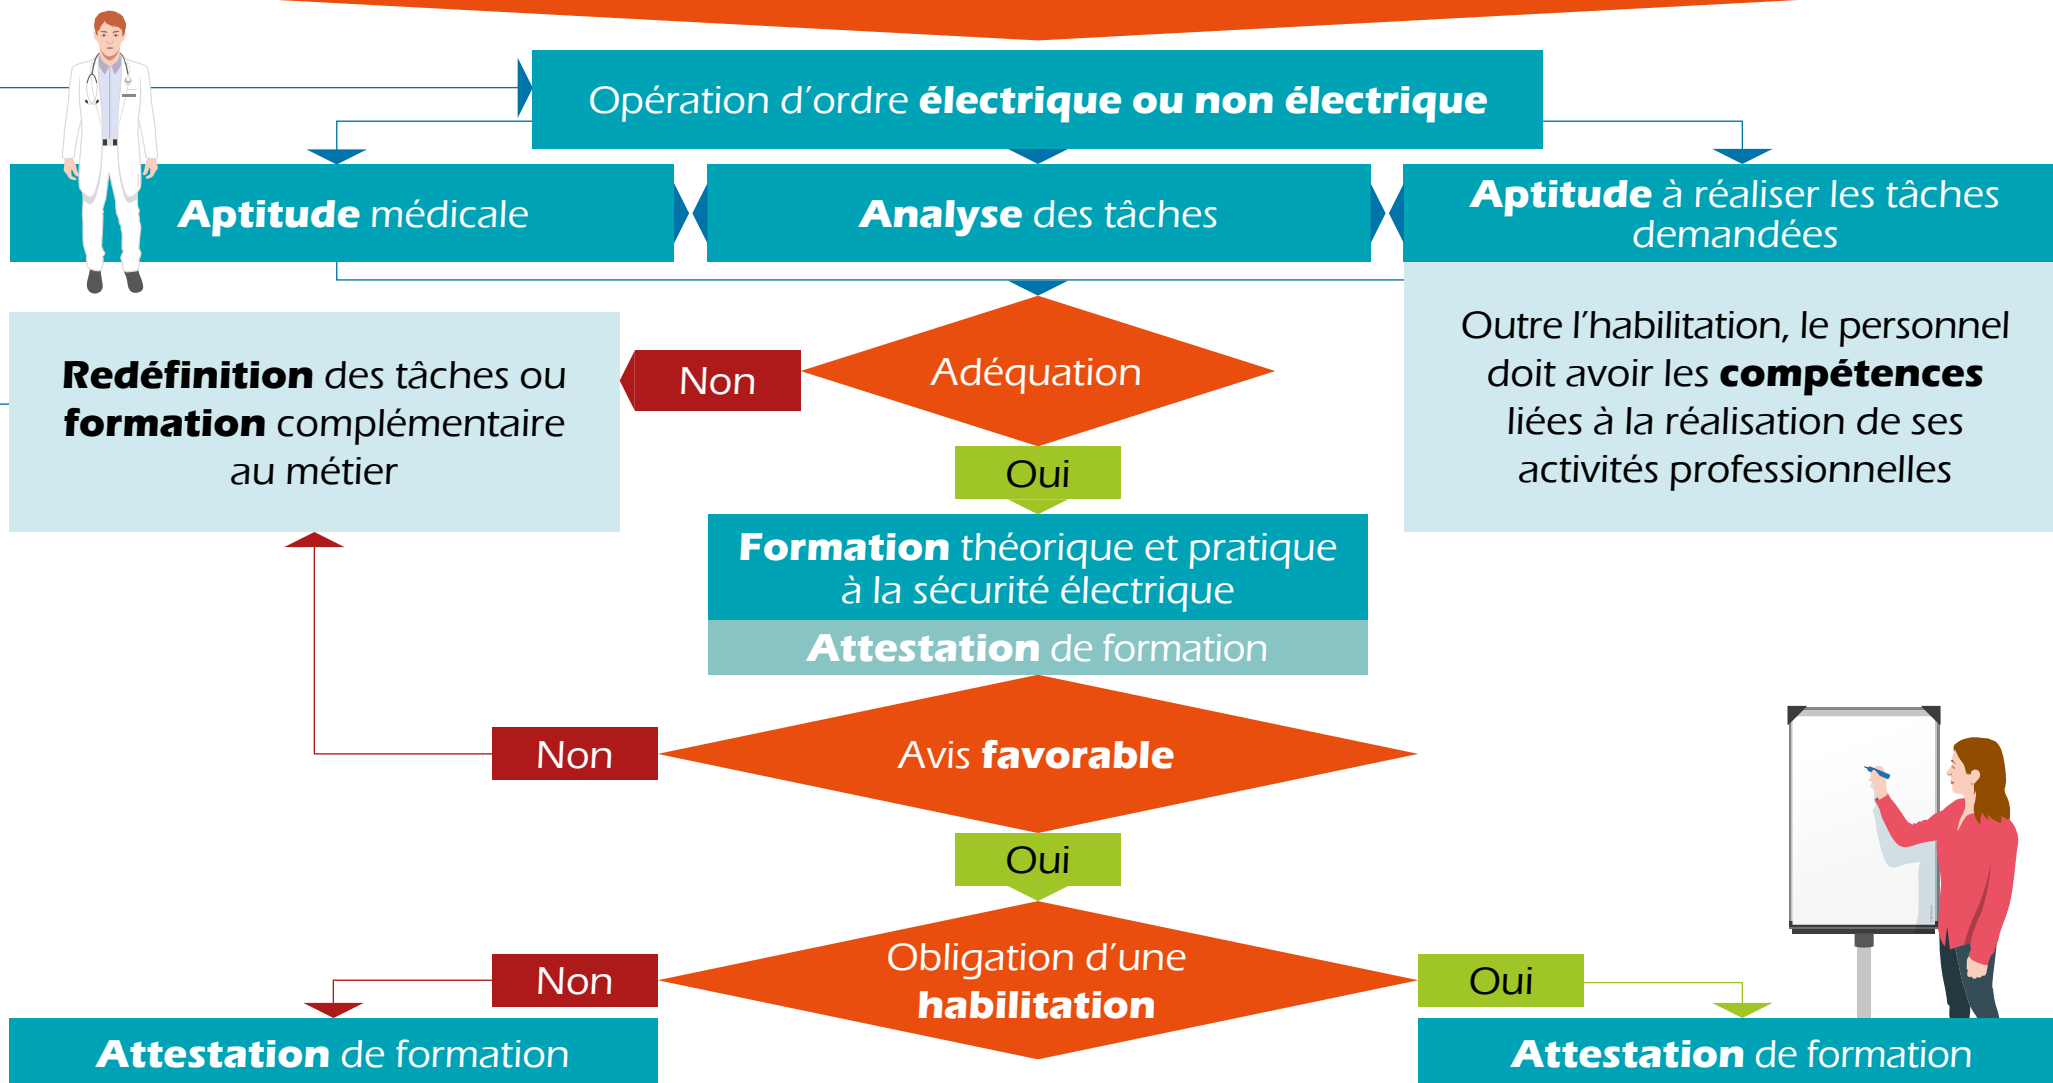 Opération d'ordre électrique ou non électrique
Aptitude médicale
Analyse des tâches
Aptitude à réaliser les tâches
demandées
Outre l'habilitation, le personnel
doit avoir les compétences
liées à la réalisation de ses
activités professionnelles
Adéquation
Non
Redéfinition des tâches ou
formation complémentaire
au métier
Oui
Formation théorique et pratique
à la sécurité électrique
Attestation de formation
Avis favorable
Non
Oui
Obligation d'une
habilitation
Non
Oui
Attestation de formation
Attestation de formation